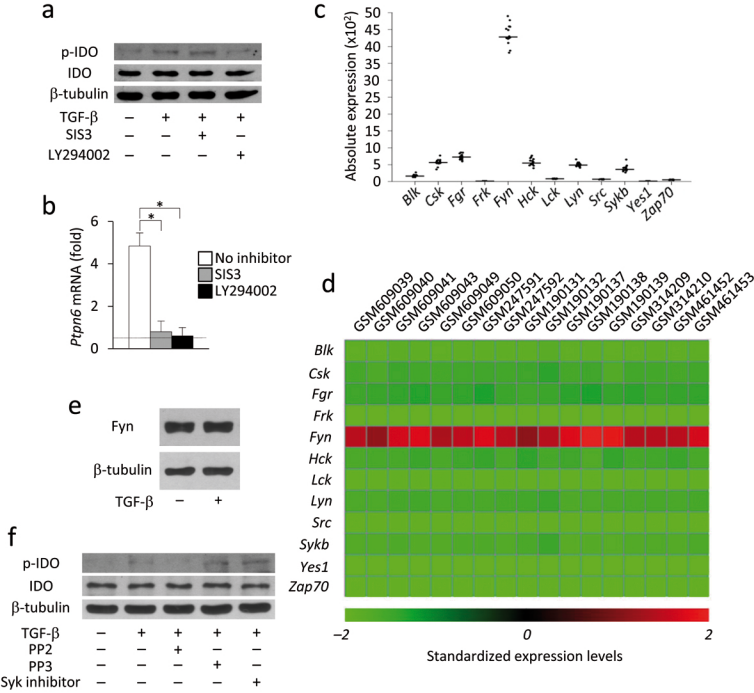 a
p-IDO
IDO
β-tubulin
TGF-β – + + +
SIS3 – – + –
LY294002 – – – +
b
Ptpn6 mRNA (fold)
6
4
2
0
*
*
No inhibitor
SIS3
LY294002
c
Absolute expression (x10²)
50
45
40
35
30
25
20
15
10
5
0
Blk Csk Fgr Frk Fyn Hck Lck Lyn Src Sykb Yes1 Zap70
d
GSM609039 GSM609040 GSM609041 GSM609043 GSM609049 GSM609050 GSM247591 GSM247592 GSM190131 GSM190132 GSM190137 GSM190138 GSM190139 GSM314209 GSM314210 GSM461452 GSM461453
Blk
Csk
Fgr
Frk
Fyn
Hck
Lck
Lyn
Src
Sykb
Yes1
Zap70
–2 0 2
Standardized expression levels
e
Fyn
β-tubulin
TGF-β – +
f
p-IDO
IDO
β-tubulin
TGF-β – + + + +
PP2 – – + – –
PP3 – – – + –
Syk inhibitor – – – – +